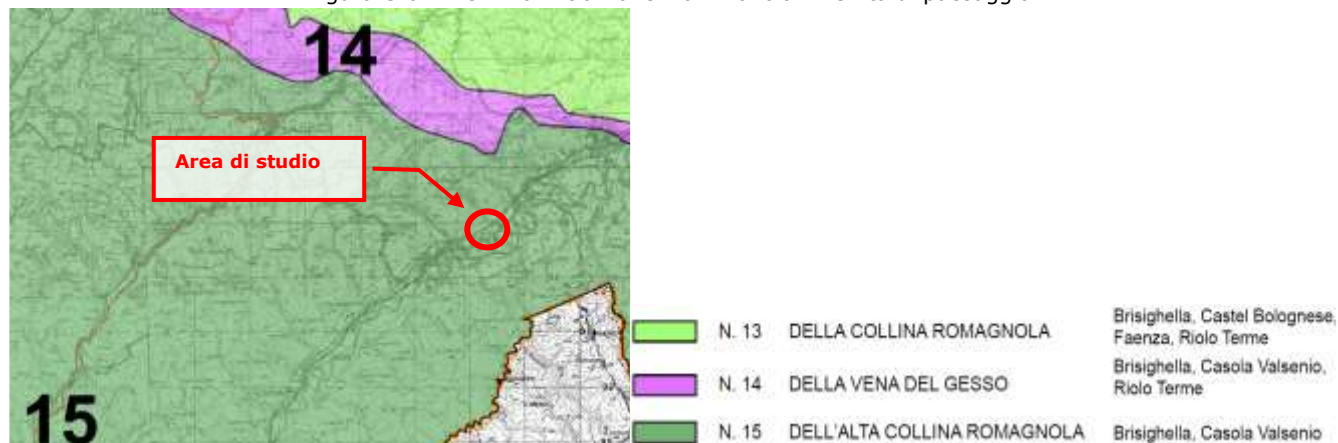 14
Area di studio
15
N. 13 DELLA COLLINA ROMAGNOLA
Brisighella, Castel Bolognese,
Faenza, Riolo Terme
N. 14 DELLA VENA DEL GESSO
Brisighella, Casola Valsenio,
Riolo Terme
N. 15 DELL'ALTA COLLINA ROMAGNOLA
Brisighella, Casola Valsenio